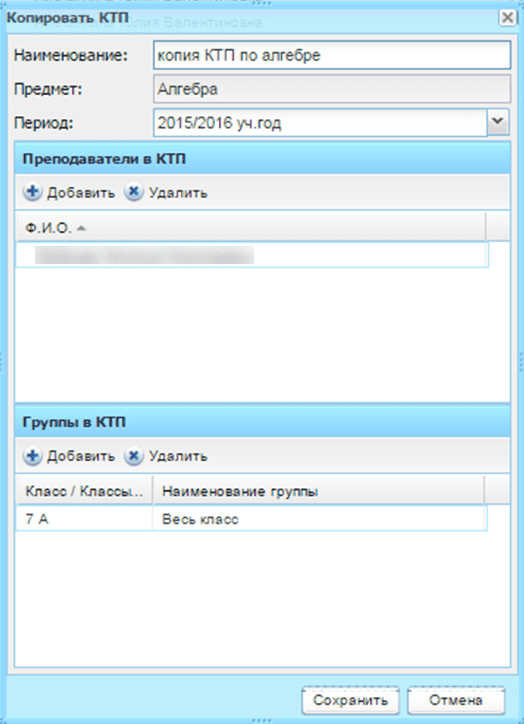 Копировать КТП
Наименование: копия КТП по алгебре
Предмет: Алгебра
Период: 2015/2016 уч.год
Преподаватели в КТП
Добавить Удалить
Ф.И.О.
Группы в КТП
Добавить Удалить
Класс / Классы... Наименование группы
7 А Весь класс
Сохранить Отмена